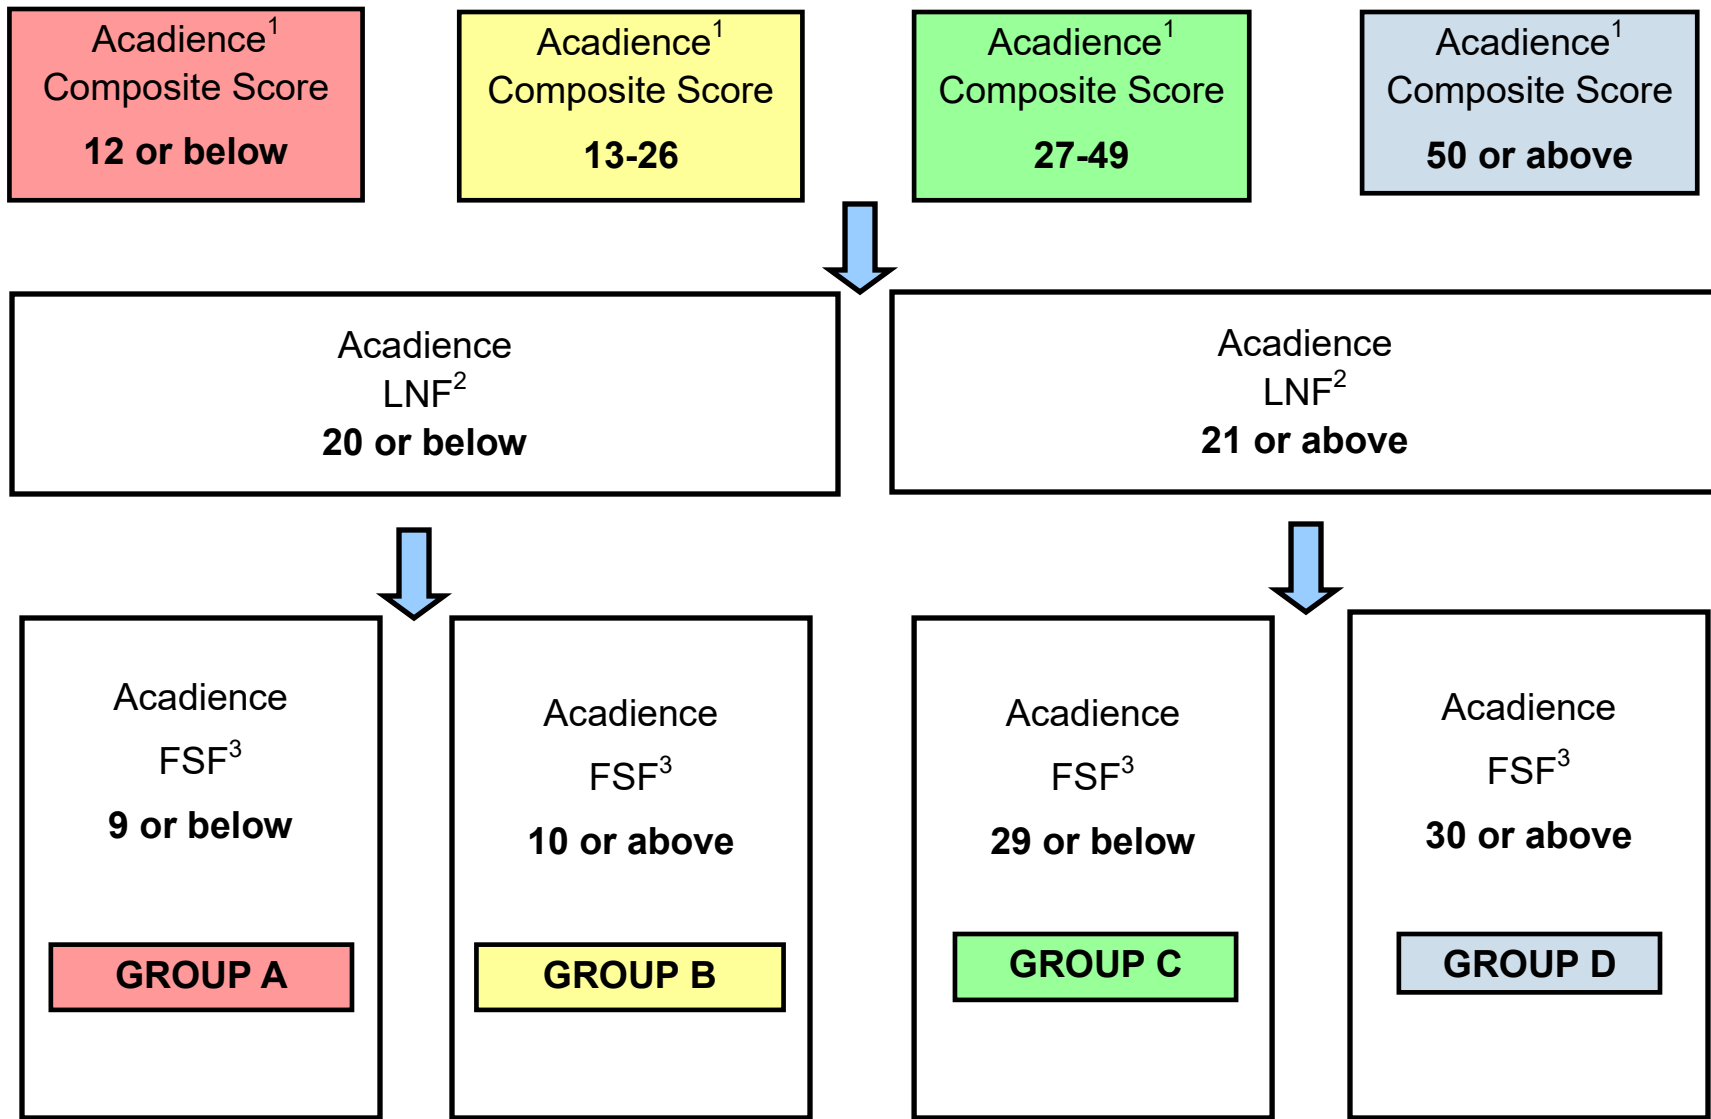 Acadience¹
Composite Score
12 or below
Acadience¹
Composite Score
13-26
Acadience¹
Composite Score
27-49
Acadience¹
Composite Score
50 or above
Acadience
LNF²
20 or below
Acadience
LNF²
21 or above
Acadience
FSF³
9 or below
GROUP A
Acadience
FSF³
10 or above
GROUP B
Acadience
FSF³
29 or below
GROUP C
Acadience
FSF³
30 or above
GROUP D